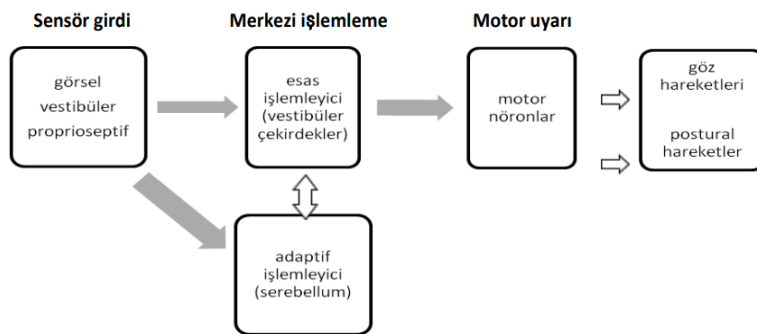 Sensör girdi
Merkezi işlemleme
Motor uyarı
görsel
vestibüler
proprioseptif
esas
işlemleyici
(vestibüler
çekirdekler)
motor
nöronlar
göz
hareketleri
postural
hareketler
adaptif
işlemleyici
(serebellum)